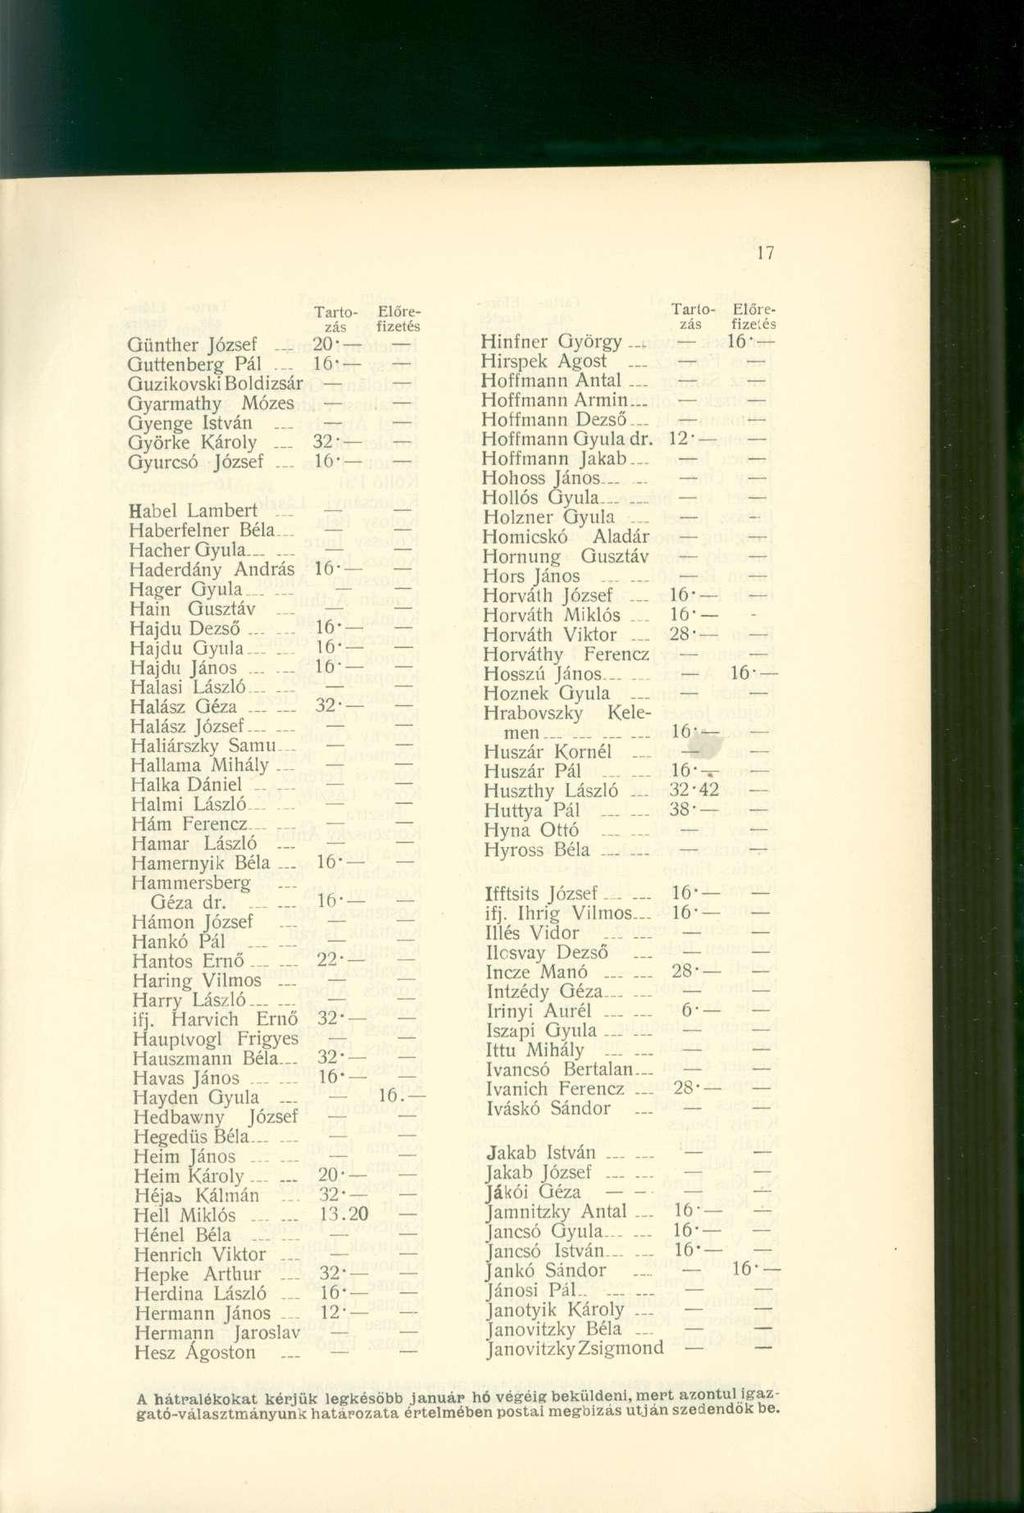 17
Tarto- Előre-
zás fizetés
Günther József ... 20·— —
Guttenberg Pál ... 16·— —
Guzikovski Boldizsár — —
Gyarmathy Mózes — —
Gyenge István ... — —
Györke Károly ... 32·— —
Gyurcsó József ... 16·— —
Habel Lambert ... — —
Haberfelner Béla... — —
Hacher Gyula... ... — —
Haderdány András 16·— —
Hager Gyula... ... — —
Hain Gusztáv ... — —
Hajdu Dezső ... ... 16·— —
Hajdu Gyula... ... 16·— —
Hajdu János ... ... 16·— —
Halasi László... ... — —
Halász Géza ... ... 32·— —
Halász József... ... — —
Haliárszky Samu... — —
Hallama Mihály ... — —
Halka Dániel ... ... — —
Halmi László... ... — —
Hám Ferencz... ... — —
Hamar László ... — —
Hamernyik Béla ... 16·— —
Hammersberg ...
Géza dr. ... ... 16·— —
Hámon József ... — —
Hankó Pál ... ... — —
Hantos Ernő ... ... 22·— —
Haring Vilmos ... — —
Harry László... ... — —
ifj. Harvich Ernő 32·— —
Hauptvogl Frigyes — —
Hauszmann Béla... 32·— —
Havas János ... ... 16·— —
Hayden Gyula ... — 16.—
Hedbawny József — —
Hegedüs Béla... ... — —
Heim János ... ... — —
Heim Károly ... ... 20·— —
Héjas Kálmán ... 32·— —
Hell Miklós ... ... 13.20 —
Hénel Béla ... ... — —
Henrich Viktor ... — —
Hepke Arthur ... 32·— —
Herdina László ... 16·— —
Hermann János ... 12·— —
Hermann Jaroslav — —
Hesz Ágoston ... — —
Tarto- Előre-
zás fizetés
Hinfner György ... — 16·—
Hirspek Agost ... — —
Hoffmann Antal ... — —
Hoffmann Armin... — —
Hoffmann Dezső... — —
Hoffmann Gyula dr. 12·— —
Hoffmann Jakab... — —
Hohoss János... ... — —
Hollós Gyula... ... — —
Holzner Gyula ... — -
Homicskó Aladár — —
Hornung Gusztáv — —
Hors János ... ... — —
Horváth József ... 16·— —
Horváth Miklós ... 16·— -
Horváth Viktor ... 28·— —
Horváthy Ferencz — —
Hosszú János... ... — 16·—
Hoznek Gyula ... — —
Hrabovszky Kele-
men... ... ... ... 16·— —
Huszár Kornél ... — —
Huszár Pál ... ... 16·— —
Huszthy László ... 32·42 —
Huttya Pál ... ... 38·— —
Hyna Ottó ... ... — —
Hyross Béla ... ... — —
Ifftsits József ... ... 16·— —
ifj. Ihrig Vilmos... 16·— —
Illés Vidor ... ... — —
Ilosvay Dezső ... — —
Incze Manó ... ... 28·— —
Intzédy Géza... ... — —
Irinyi Aurél ... ... 6·— —
Iszapi Gyula ... ... — —
Ittu Mihály ... ... — —
Ivancsó Bertalan... — —
Ivanich Ferencz ... 28·— —
Iváskó Sándor ... — —
Jakab István ... ... — —
Jakab József ... ... — —
Jákói Géza — — — —
Jamnitzky Antal ... 16·— —
Jancsó Gyula... ... 16·— —
Jancsó István... ... 16·— —
Jankó Sándor ... — 16·—
Jánosi Pál... ... ... — —
Janotyik Károly ... — —
Janovitzky Béla ... — —
Janovitzky Zsigmond — —
A hátralékokat kérjük legkésőbb január hó végéig beküldeni, mert azontul igaz-
gató-választmányunk határozata értelmében postai megbizás utján szedendők be.